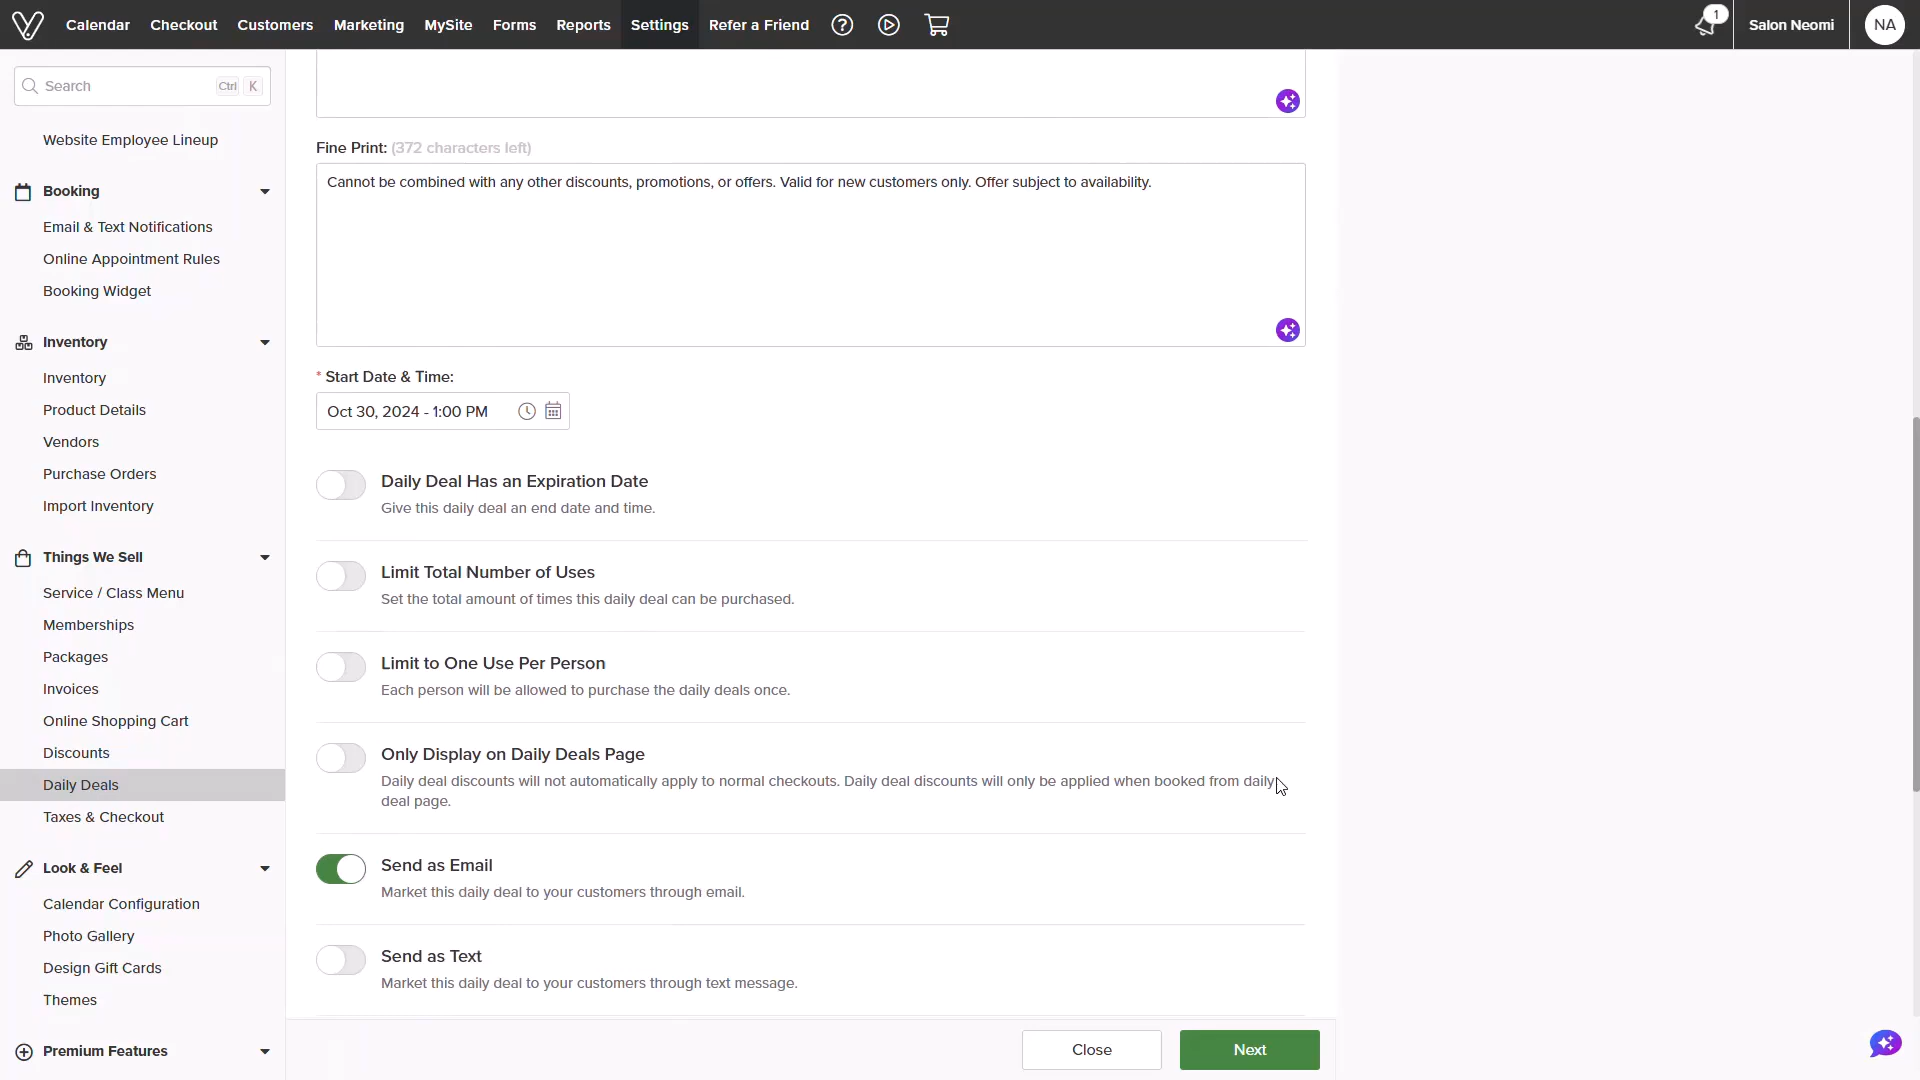 Calendar Checkout Customers Marketing MySite Forms Reports Settings Refer a Friend 1 Salon Neomi NA
Search Ctrl K
Website Employee Lineup
Booking
Email & Text Notifications
Online Appointment Rules
Booking Widget
Inventory
Inventory
Product Details
Vendors
Purchase Orders
Import Inventory
Things We Sell
Service / Class Menu
Memberships
Packages
Invoices
Online Shopping Cart
Discounts
Daily Deals
Taxes & Checkout
Look & Feel
Calendar Configuration
Photo Gallery
Design Gift Cards
Themes
Premium Features
Fine Print: (372 characters left)
Cannot be combined with any other discounts, promotions, or offers. Valid for new customers only. Offer subject to availability.
* Start Date & Time:
Oct 30, 2024 - 1:00 PM
Daily Deal Has an Expiration Date
Give this daily deal an end date and time.
Limit Total Number of Uses
Set the total amount of times this daily deal can be purchased.
Limit to One Use Per Person
Each person will be allowed to purchase the daily deals once.
Only Display on Daily Deals Page
Daily deal discounts will not automatically apply to normal checkouts. Daily deal discounts will only be applied when booked from daily
deal page.
Send as Email
Market this daily deal to your customers through email.
Send as Text
Market this daily deal to your customers through text message.
Close Next